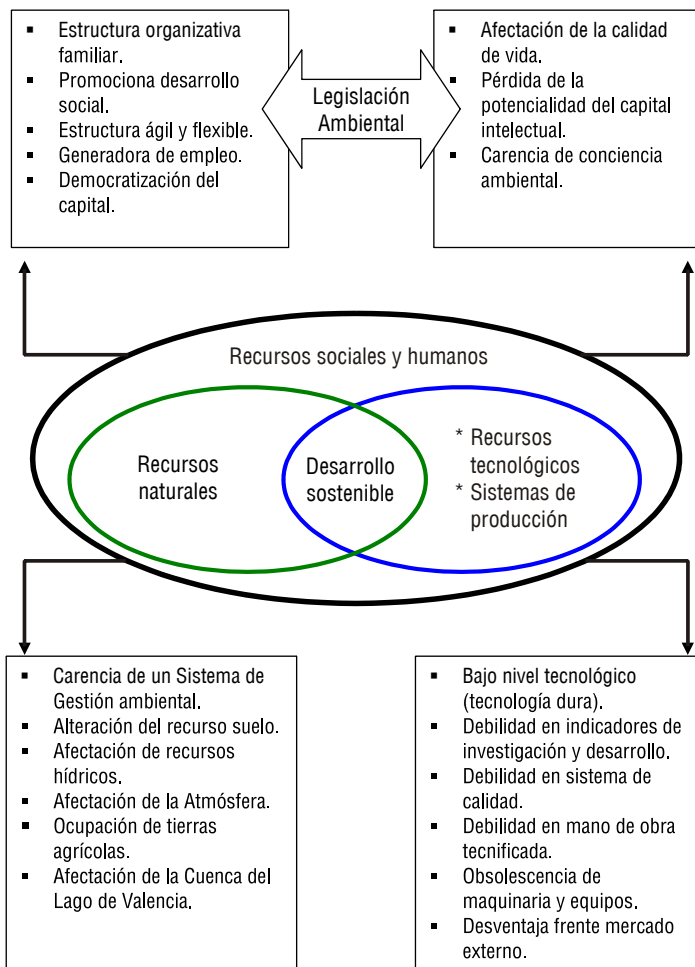 ▪ Estructura organizativa
familiar.
▪ Promociona desarrollo
social.
▪ Estructura ágil y flexible.
▪ Generadora de empleo.
▪ Democratización del
capital.
Legislación
Ambiental
▪ Afectación de la calidad
de vida.
▪ Pérdida de la
potencialidad del capital
intelectual.
▪ Carencia de conciencia
ambiental.
Recursos sociales y humanos
Recursos
naturales
Desarrollo
sostenible
* Recursos
tecnológicos
* Sistemas de
producción
▪ Carencia de un Sistema de
Gestión ambiental.
▪ Alteración del recurso suelo.
▪ Afectación de recursos
hídricos.
▪ Afectación de la Atmósfera.
▪ Ocupación de tierras
agrícolas.
▪ Afectación de la Cuenca del
Lago de Valencia.
▪ Bajo nivel tecnológico
(tecnología dura).
▪ Debilidad en indicadores de
investigación y desarrollo.
▪ Debilidad en sistema de
calidad.
▪ Debilidad en mano de obra
tecnificada.
▪ Obsolescencia de
maquinaria y equipos.
▪ Desventaja frente mercado
externo.